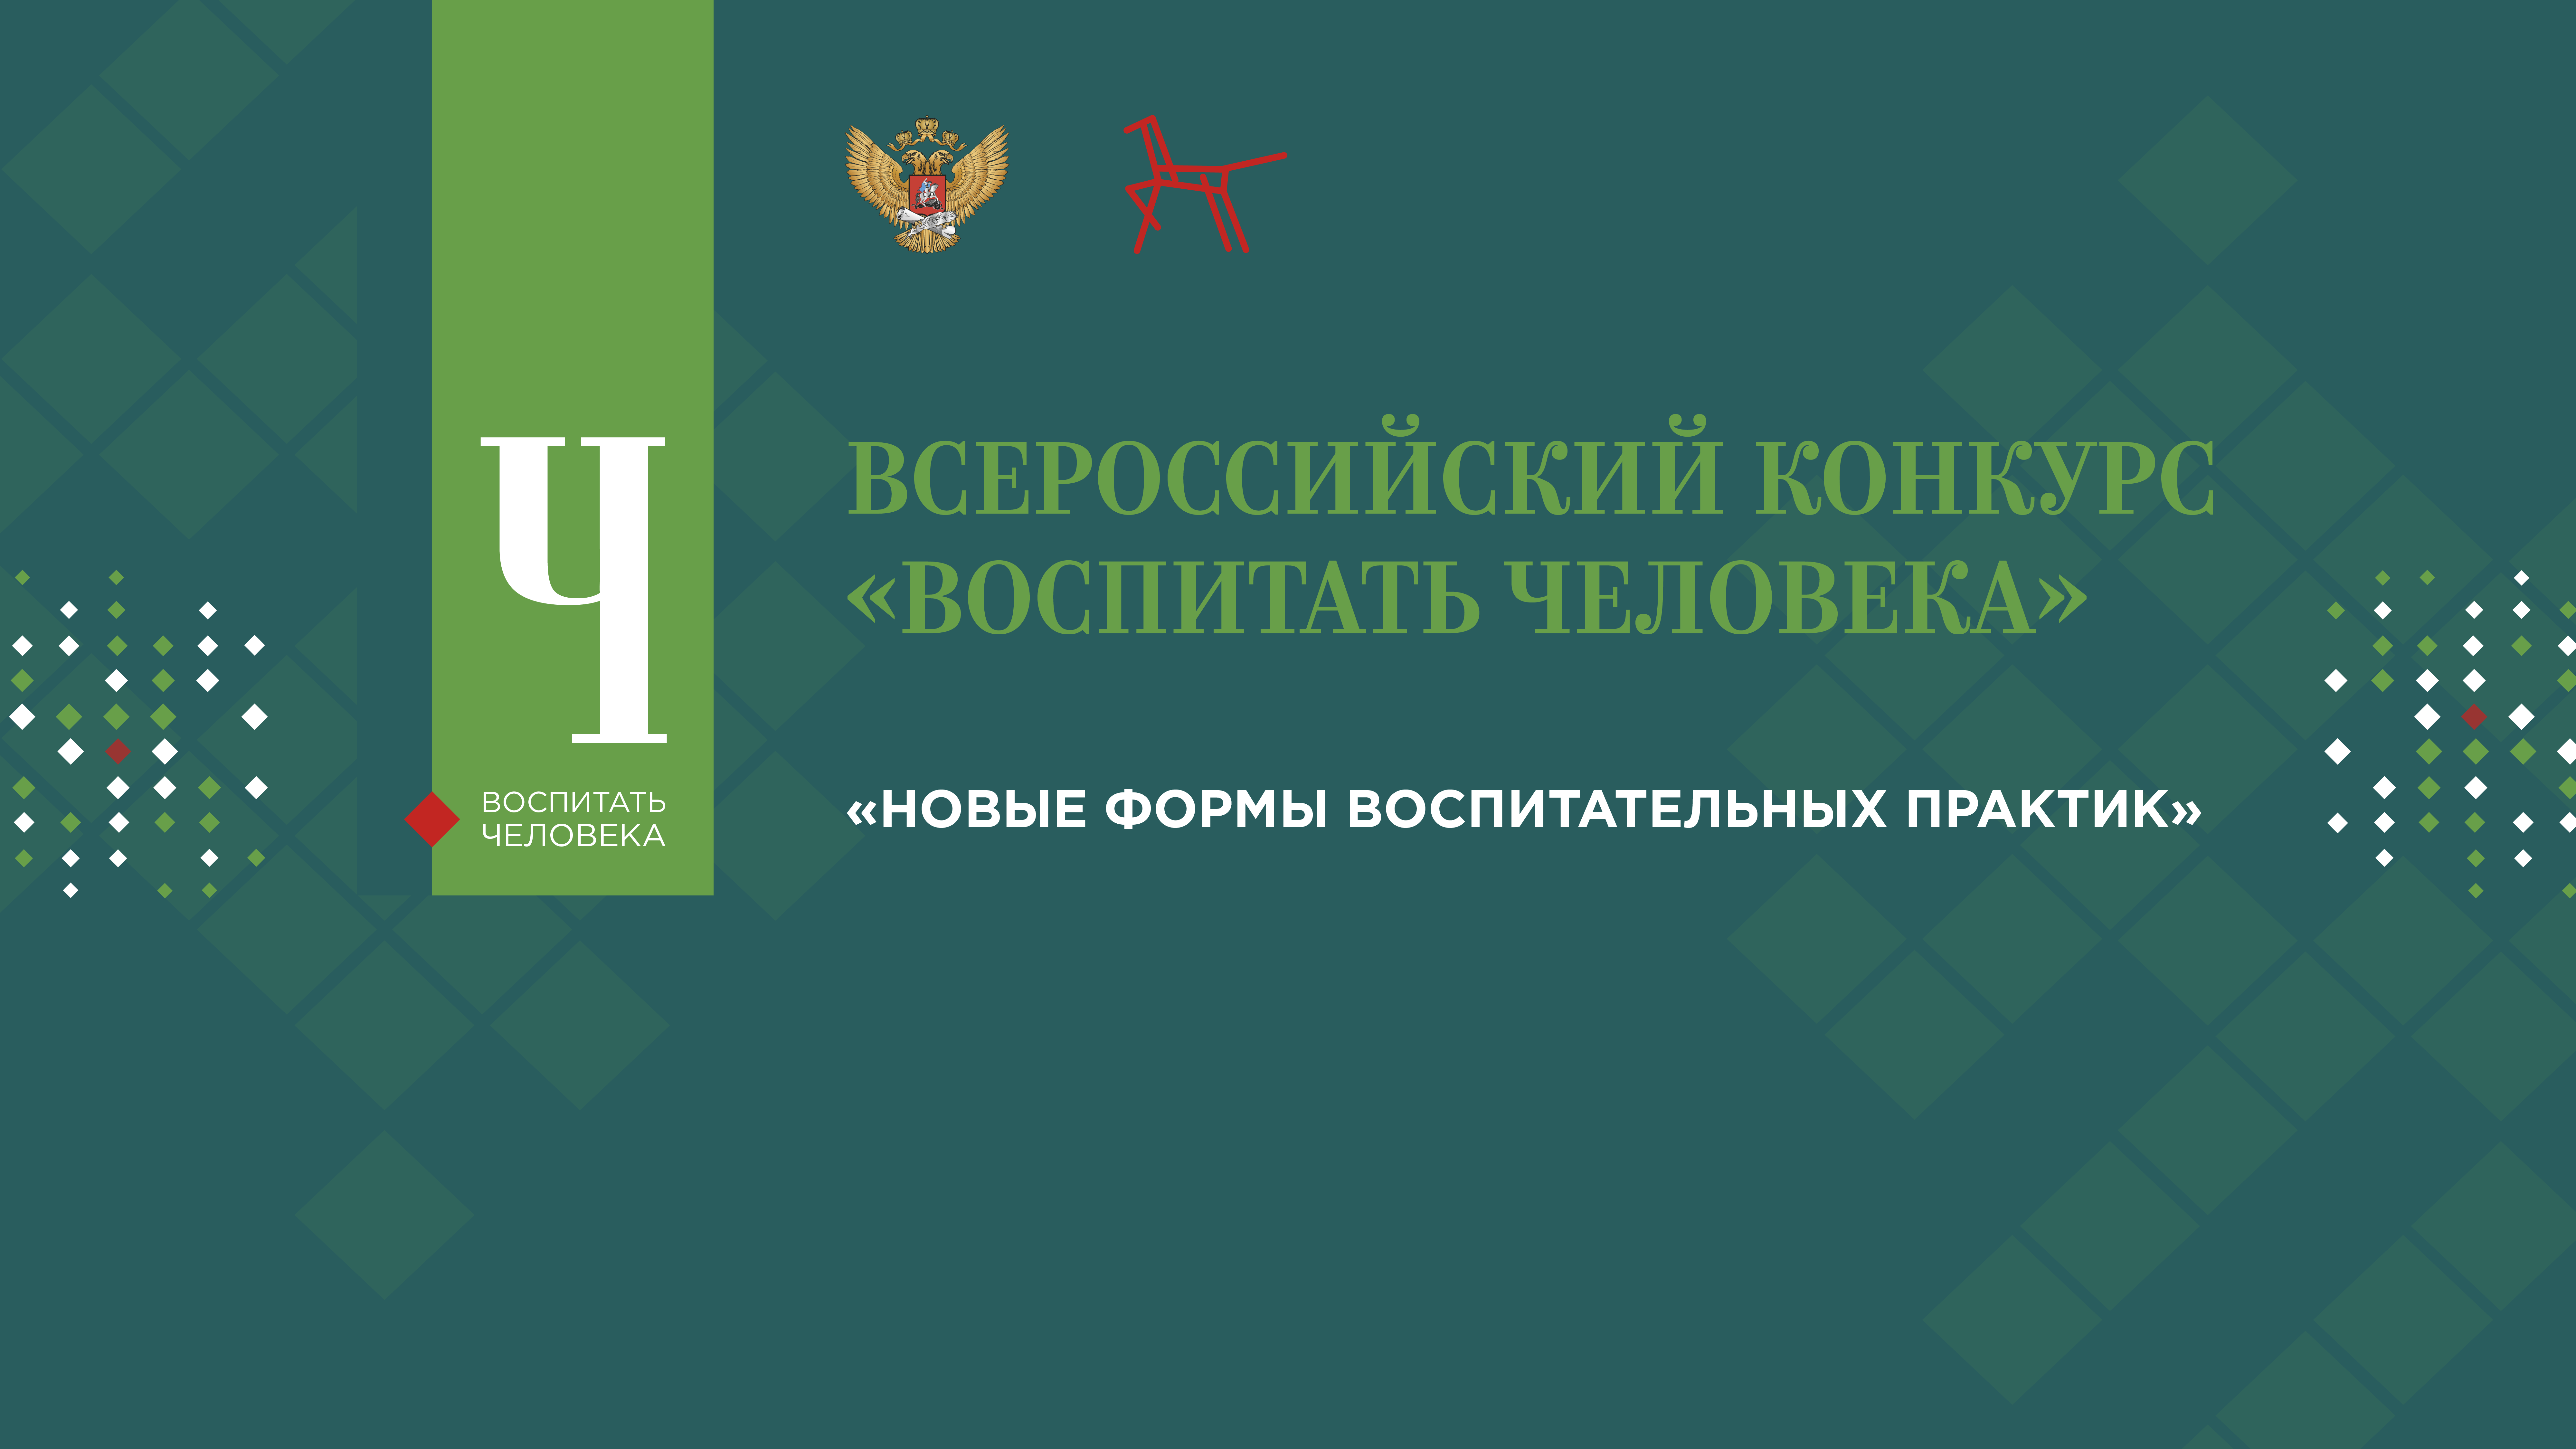 Ч
ВОСПИТАТЬ
ЧЕЛОВЕКА
ВСЕРОССИЙСКИЙ КОНКУРС
«ВОСПИТАТЬ ЧЕЛОВЕКА»
«НОВЫЕ ФОРМЫ ВОСПИТАТЕЛЬНЫХ ПРАКТИК»